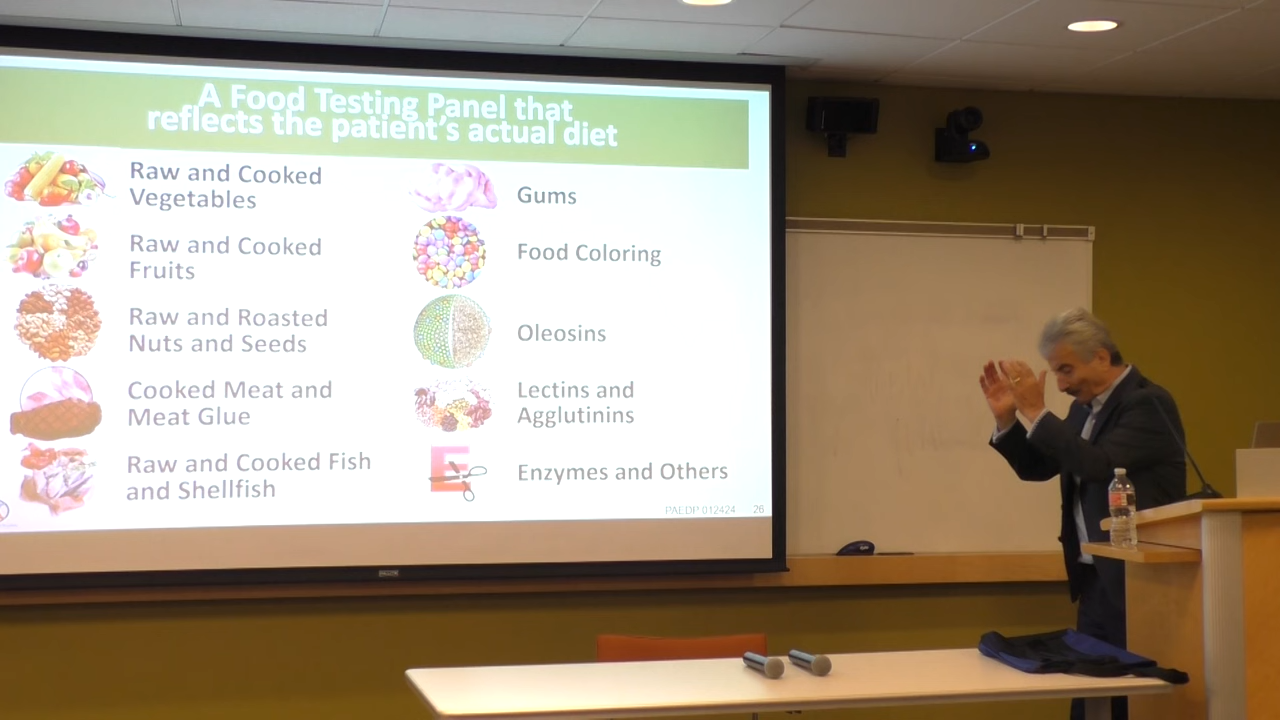 A Food Testing Panel that
reflects the patient's actual diet
Raw and Cooked
Vegetables
Raw and Cooked
Fruits
Raw and Roasted
Nuts and Seeds
Cooked Meat and
Meat Glue
Raw and Cooked Fish
and Shellfish
Gums
Food Coloring
Oleosins
Lectins and
Agglutinins
E
Enzymes and Others
PAEDP 012424 26